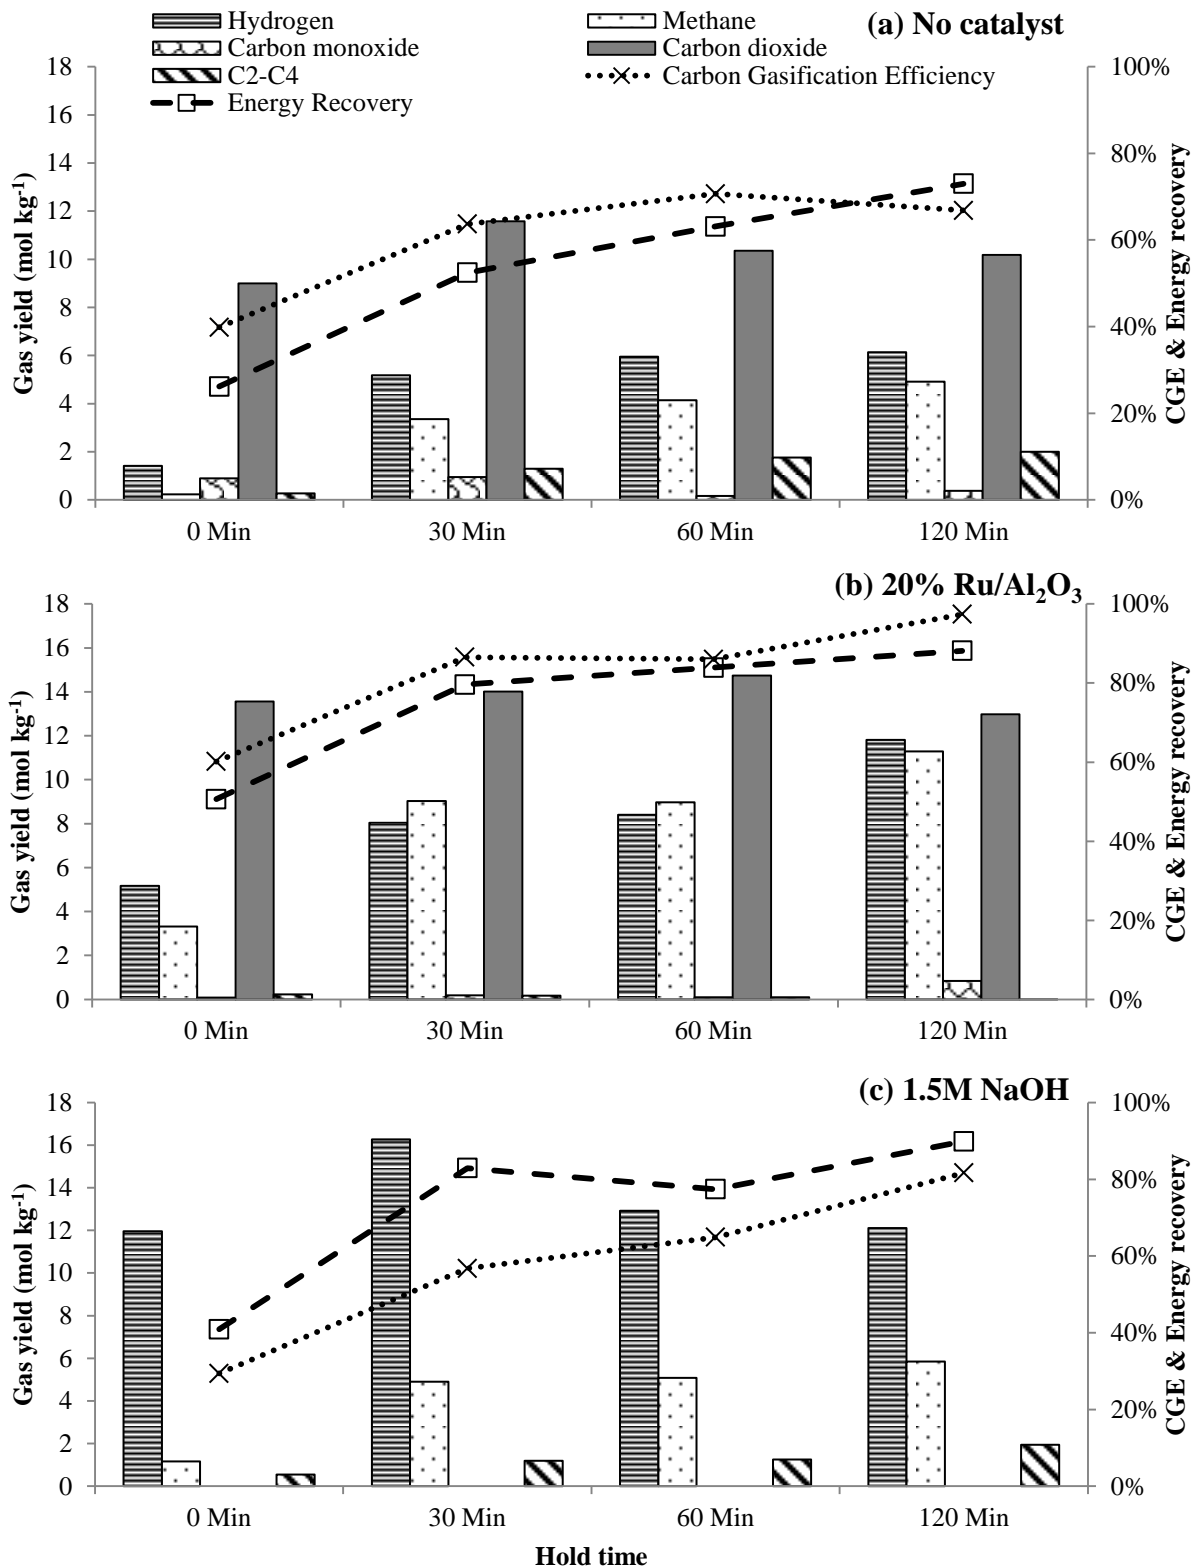 Hydrogen
Methane
(a) No catalyst
Carbon monoxide
Carbon dioxide
C2-C4
Carbon Gasification Efficiency
Energy Recovery
18
16
14
12
10
8
6
4
2
0
Gas yield (mol kg-1)
100%
80%
60%
40%
20%
0%
CGE & Energy recovery
0 Min
30 Min
60 Min
120 Min
(b) 20% Ru/Al2O3
18
16
14
12
10
8
6
4
2
0
Gas yield (mol kg-1)
100%
80%
60%
40%
20%
0%
CGE & Energy recovery
0 Min
30 Min
60 Min
120 Min
(c) 1.5M NaOH
18
16
14
12
10
8
6
4
2
0
Gas yield (mol kg-1)
100%
80%
60%
40%
20%
0%
CGE & Energy recovery
0 Min
30 Min
60 Min
120 Min
Hold time